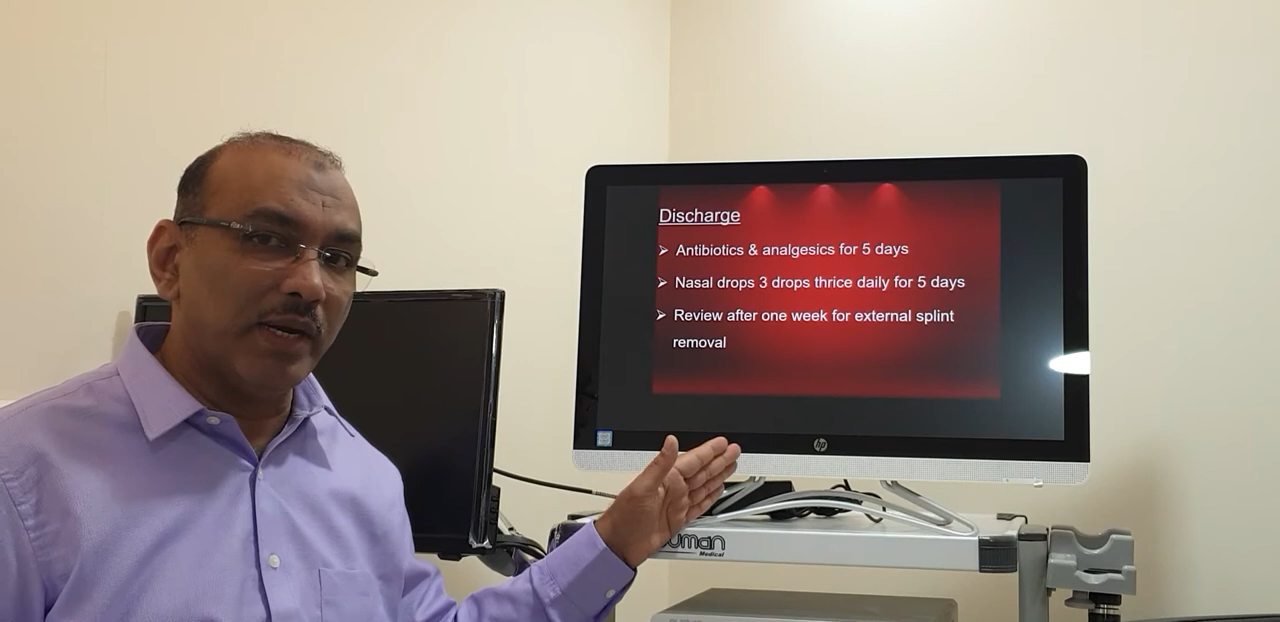 Discharge
➢ Antibiotics & analgesics for 5 days
➢ Nasal drops 3 drops thrice daily for 5 days
➢ Review after one week for external splint
removal
hp
Medical